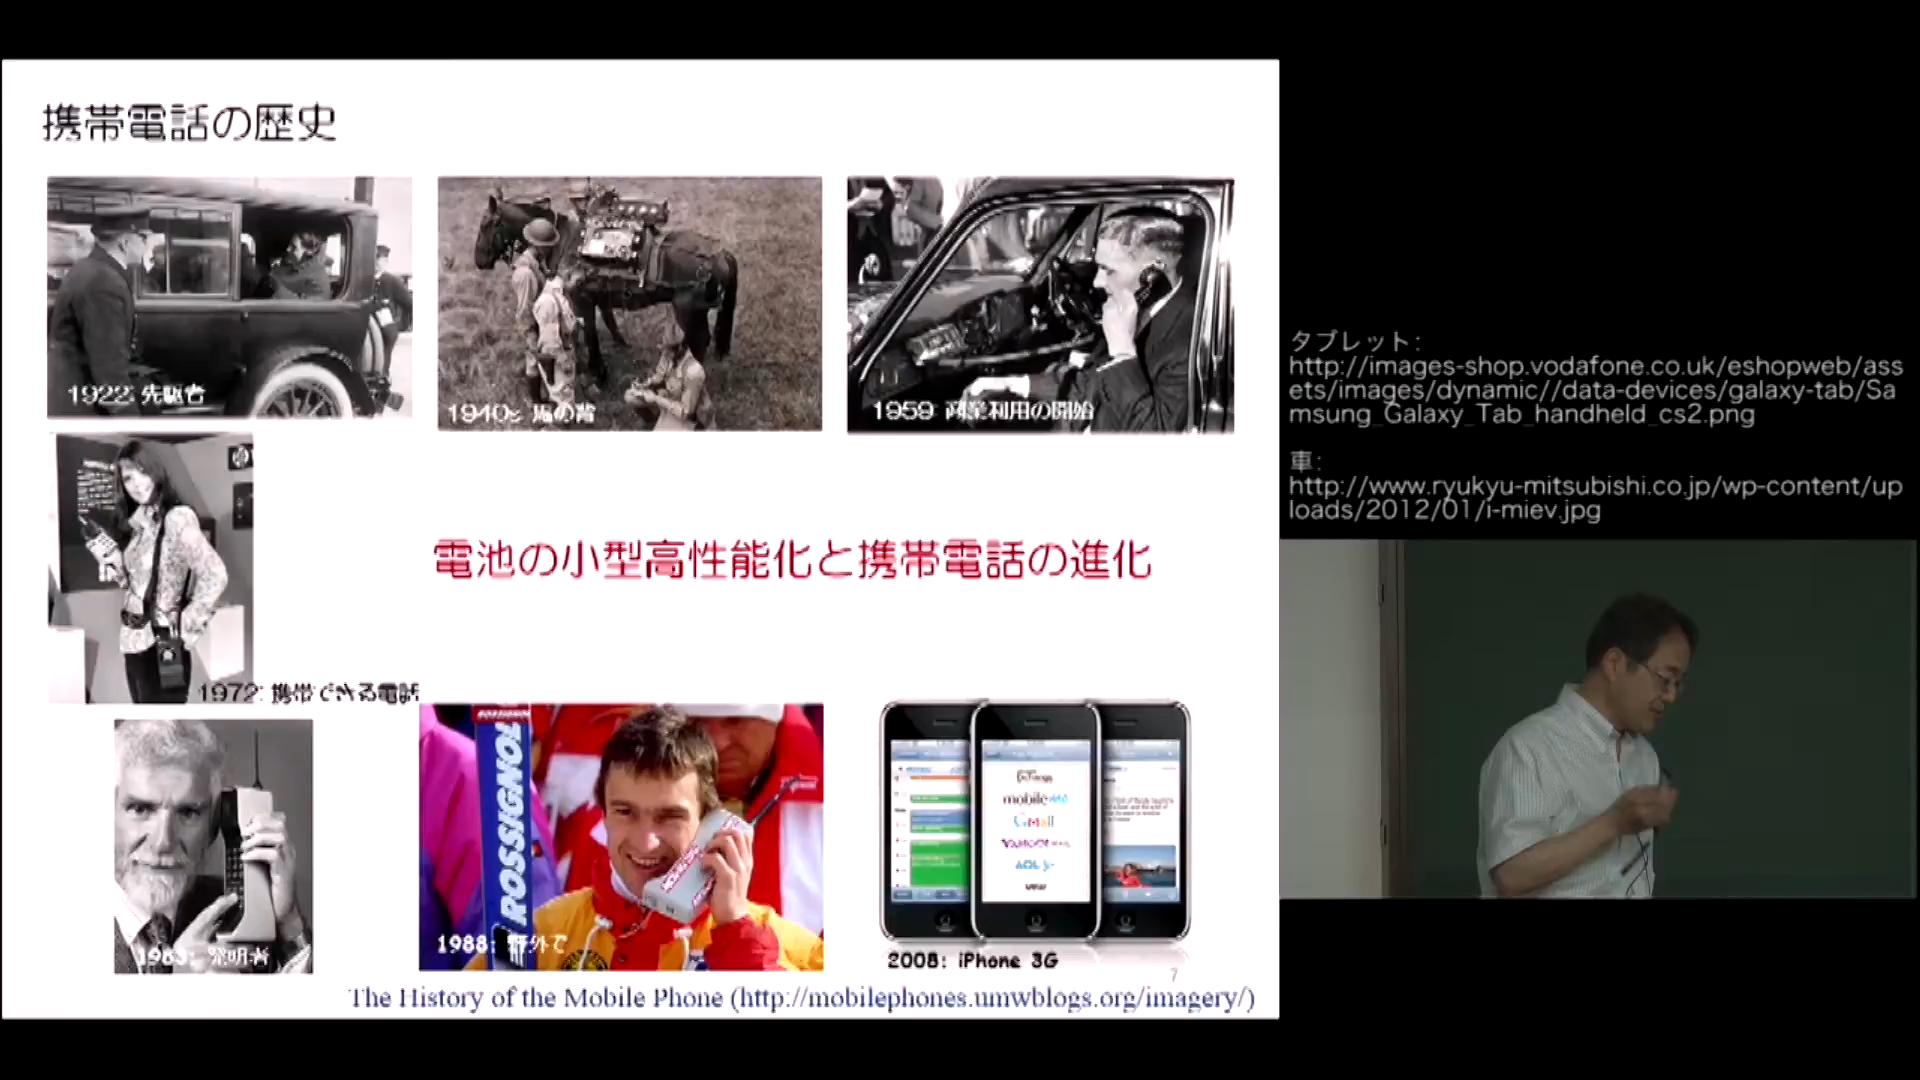 携帯電話の歴史
1922: 先駆者
1940s 馬の背
1959 商業利用の開始
電池の小型高性能化と携帯電話の進化
1972: 携帯できる電話
ROSSIGNOL
mobileme
Gmail
1983: 発明者
1988: 野外で
2008: iPhone 3G
7
The History of the Mobile Phone (http://mobilephones.umwblogs.org/imagery/)
タブレット:
http://images-shop.vodafone.co.uk/eshopweb/ass
ets/images/dynamic//data-devices/galaxy-tab/Sa
msung_Galaxy_Tab_handheld_cs2.png
車:
http://www.ryukyu-mitsubishi.co.jp/wp-content/up
loads/2012/01/i-miev.jpg